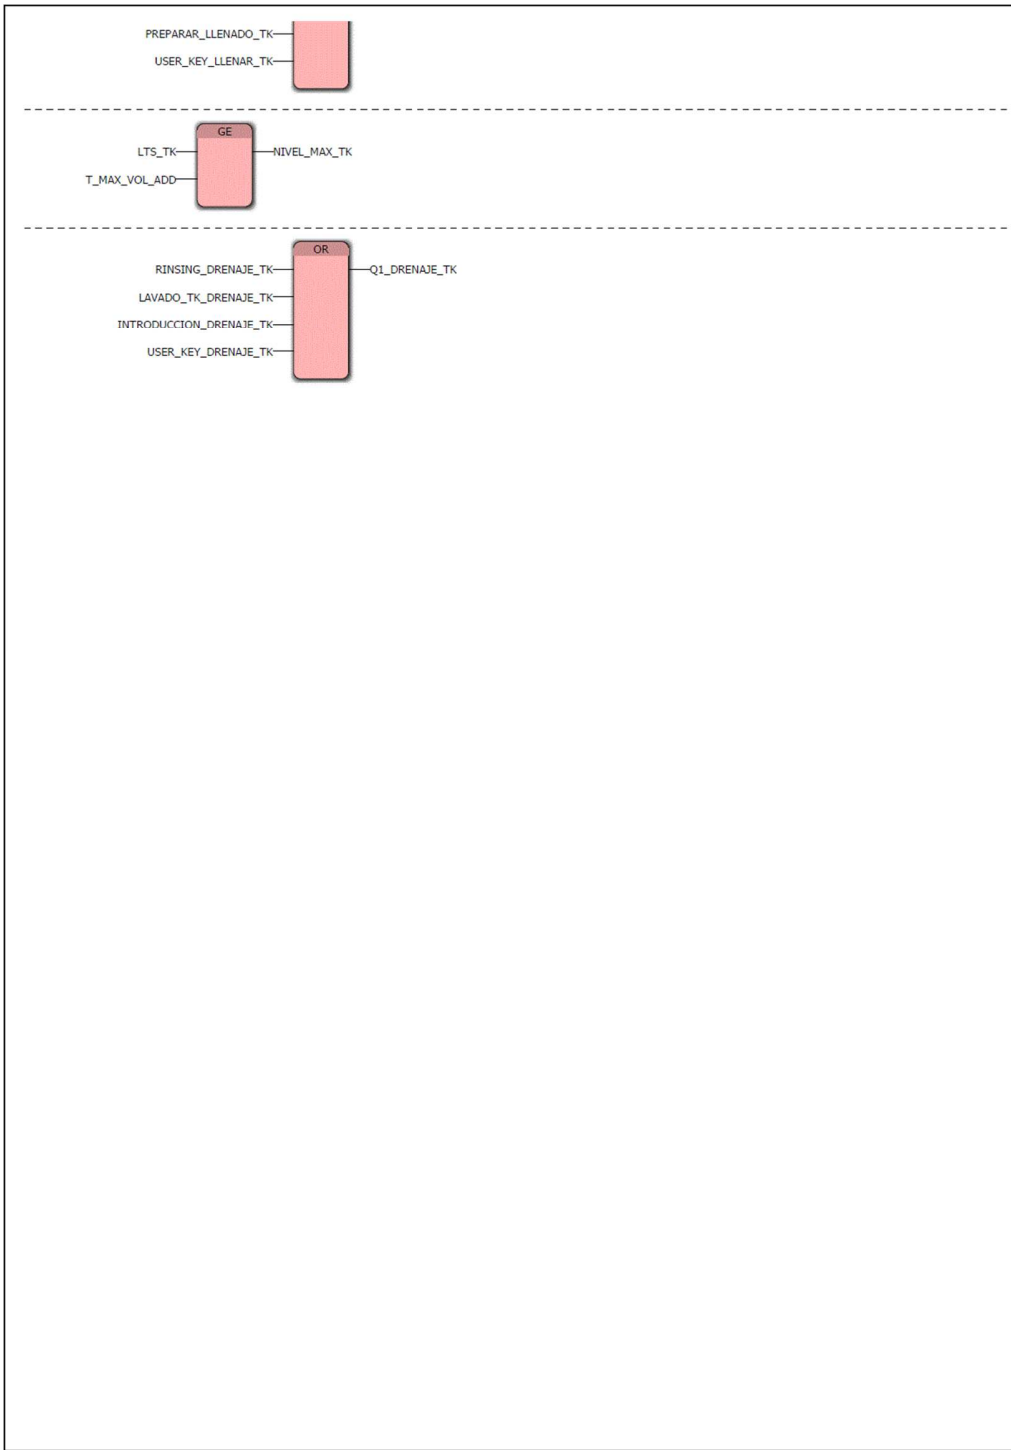 PREPARAR_LLENADO_TK
USER_KEY_LLENAR_TK
GE
LTS_TK
NIVEL_MAX_TK
T_MAX_VOL_ADD
OR
RINSING_DRENAJE_TK
Q1_DRENAJE_TK
LAVADO_TK_DRENAJE_TK
INTRODUCCION_DRENAJE_TK
USER_KEY_DRENAJE_TK